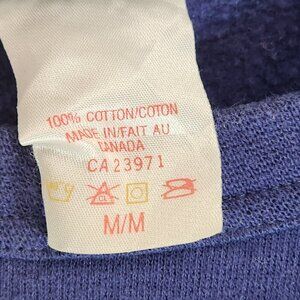 100% COTTON/COTON
MADE IN/FAIT AU
CANADA
CA 23971
M/M